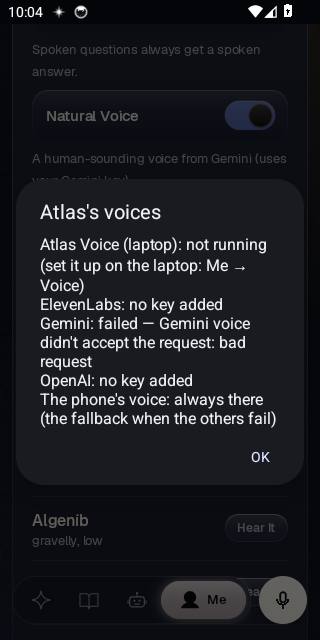 10:04
Spoken questions always get a spoken
answer.
Natural Voice
A human-sounding voice from Gemini (uses
your Gemini key)
Atlas's voices
Atlas Voice (laptop): not running
(set it up on the laptop: Me →
Voice)
ElevenLabs: no key added
Gemini: failed — Gemini voice
didn't accept the request: bad
request
OpenAI: no key added
The phone's voice: always there
(the fallback when the others fail)
OK
Algenib
gravelly, low
Hear It
Me